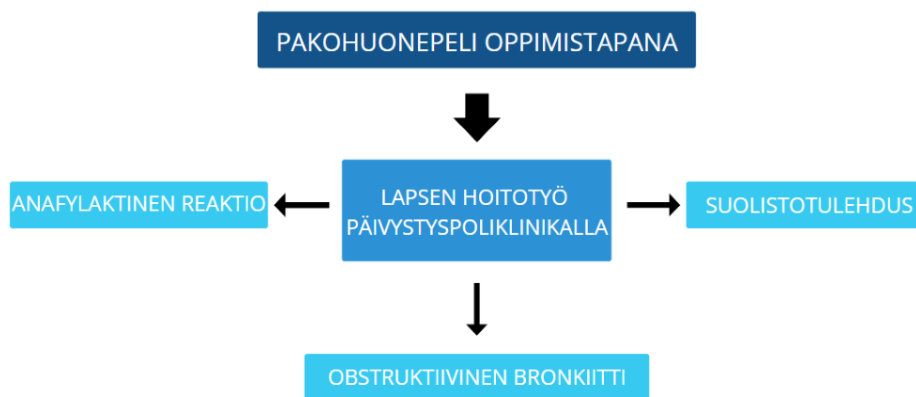 PAKOHUONEPELI OPPIMISTAPANA
LAPSEN HOITOTYÖ
PÄIVYSTYSPOLIKLINIKALLA
ANAFYLAKTINEN REAKTIO
SUOLISTOTULEHDUS
OBSTRUKTIIVINEN BRONKIITTI